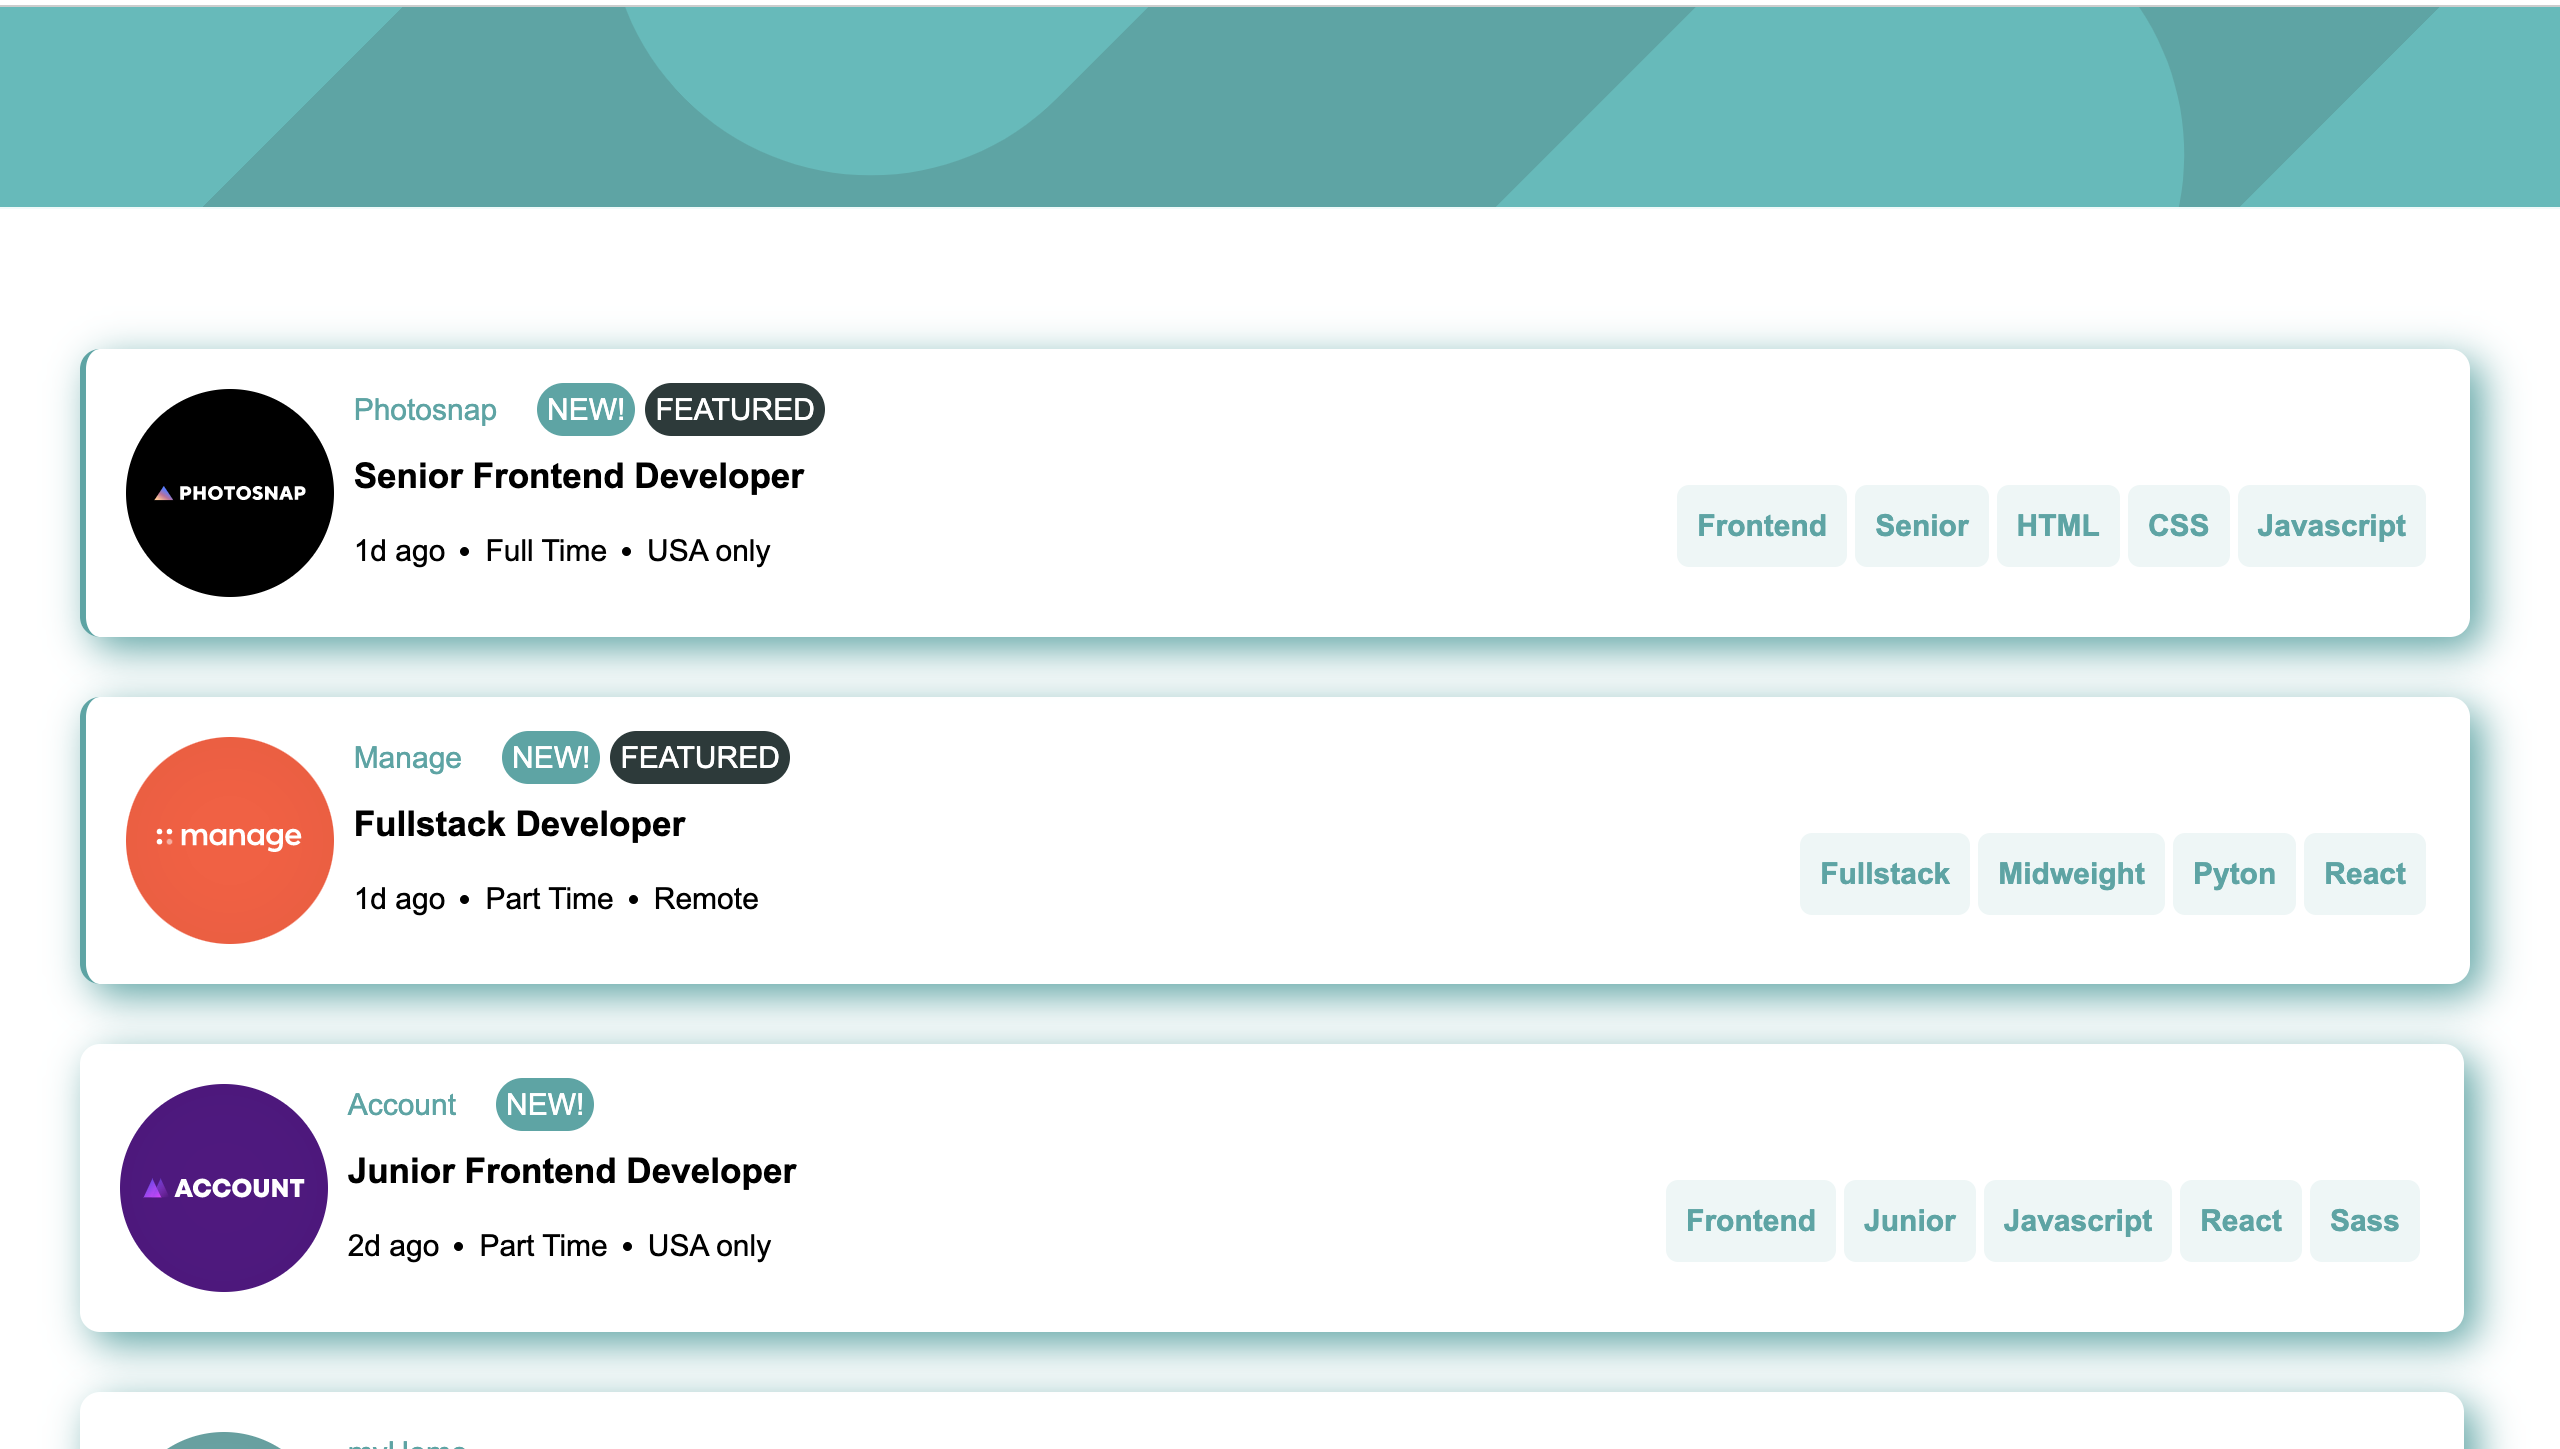 Photosnap NEW! FEATURED
PHOTOSNAP
Senior Frontend Developer
1d ago • Full Time • USA only
Frontend Senior HTML CSS Javascript
Manage NEW! FEATURED
manage
Fullstack Developer
1d ago • Part Time • Remote
Fullstack Midweight Pyton React
Account NEW!
ACCOUNT
Junior Frontend Developer
2d ago • Part Time • USA only
Frontend Junior Javascript React Sass
myHome